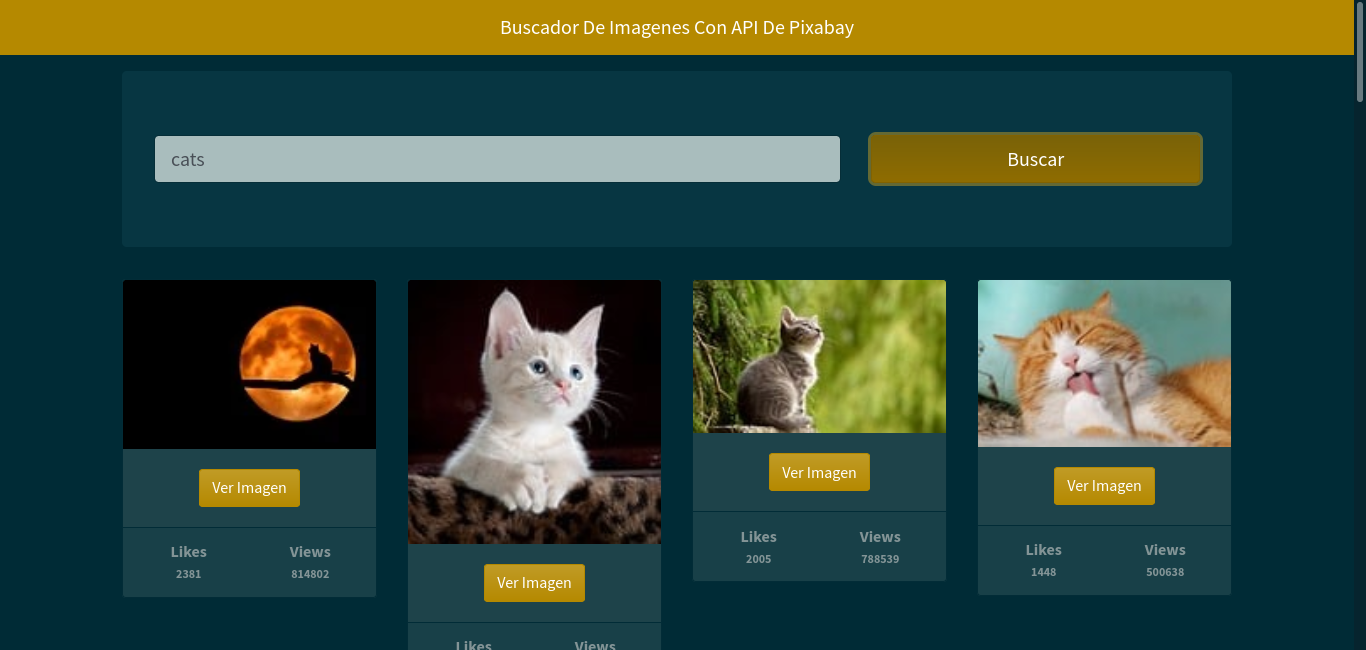 Buscador De Imagenes Con API De Pixabay
cats
Buscar
Ver Imagen
Likes Views
2381 814802
Ver Imagen
Likes Views
Ver Imagen
Likes Views
2005 788539
Ver Imagen
Likes Views
1448 500638